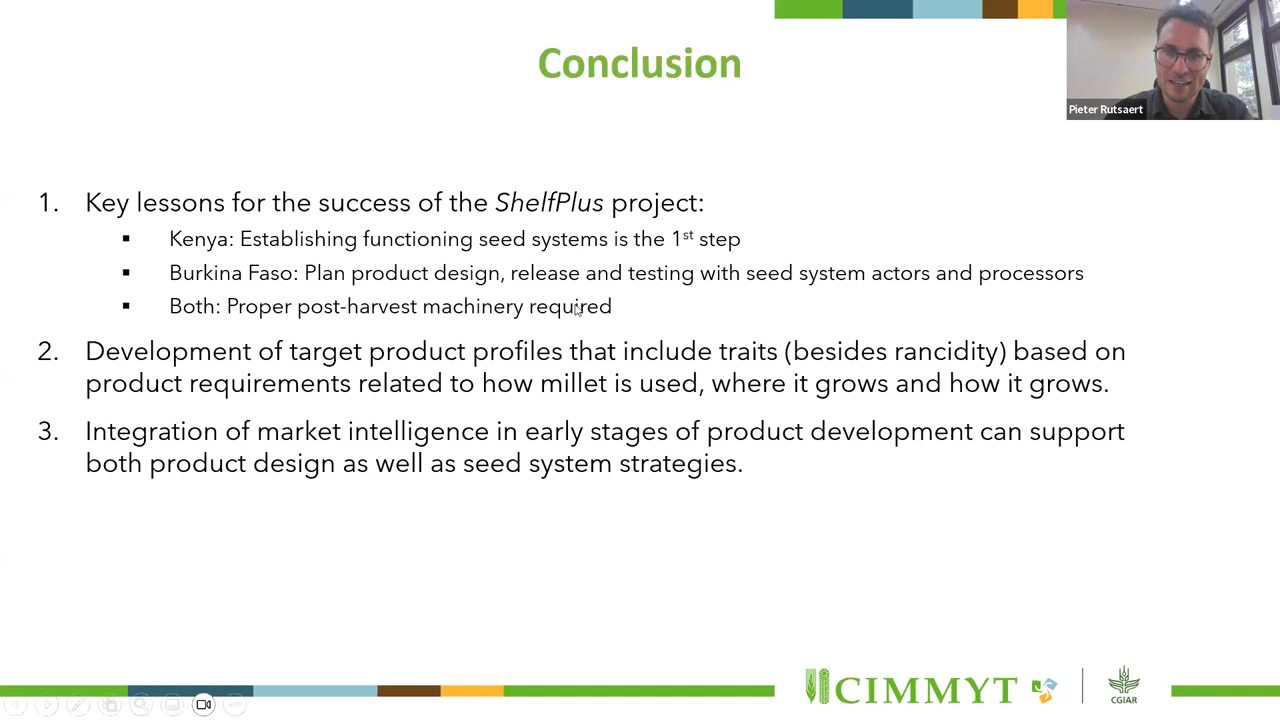 Conclusion
Pieter Rutsaert
1. Key lessons for the success of the ShelfPlus project:
▪ Kenya: Establishing functioning seed systems is the 1st step
▪ Burkina Faso: Plan product design, release and testing with seed system actors and processors
▪ Both: Proper post-harvest machinery required
2. Development of target product profiles that include traits (besides rancidity) based on
product requirements related to how millet is used, where it grows and how it grows.
3. Integration of market intelligence in early stages of product development can support
both product design as well as seed system strategies.
CIMMYT
CGIAR